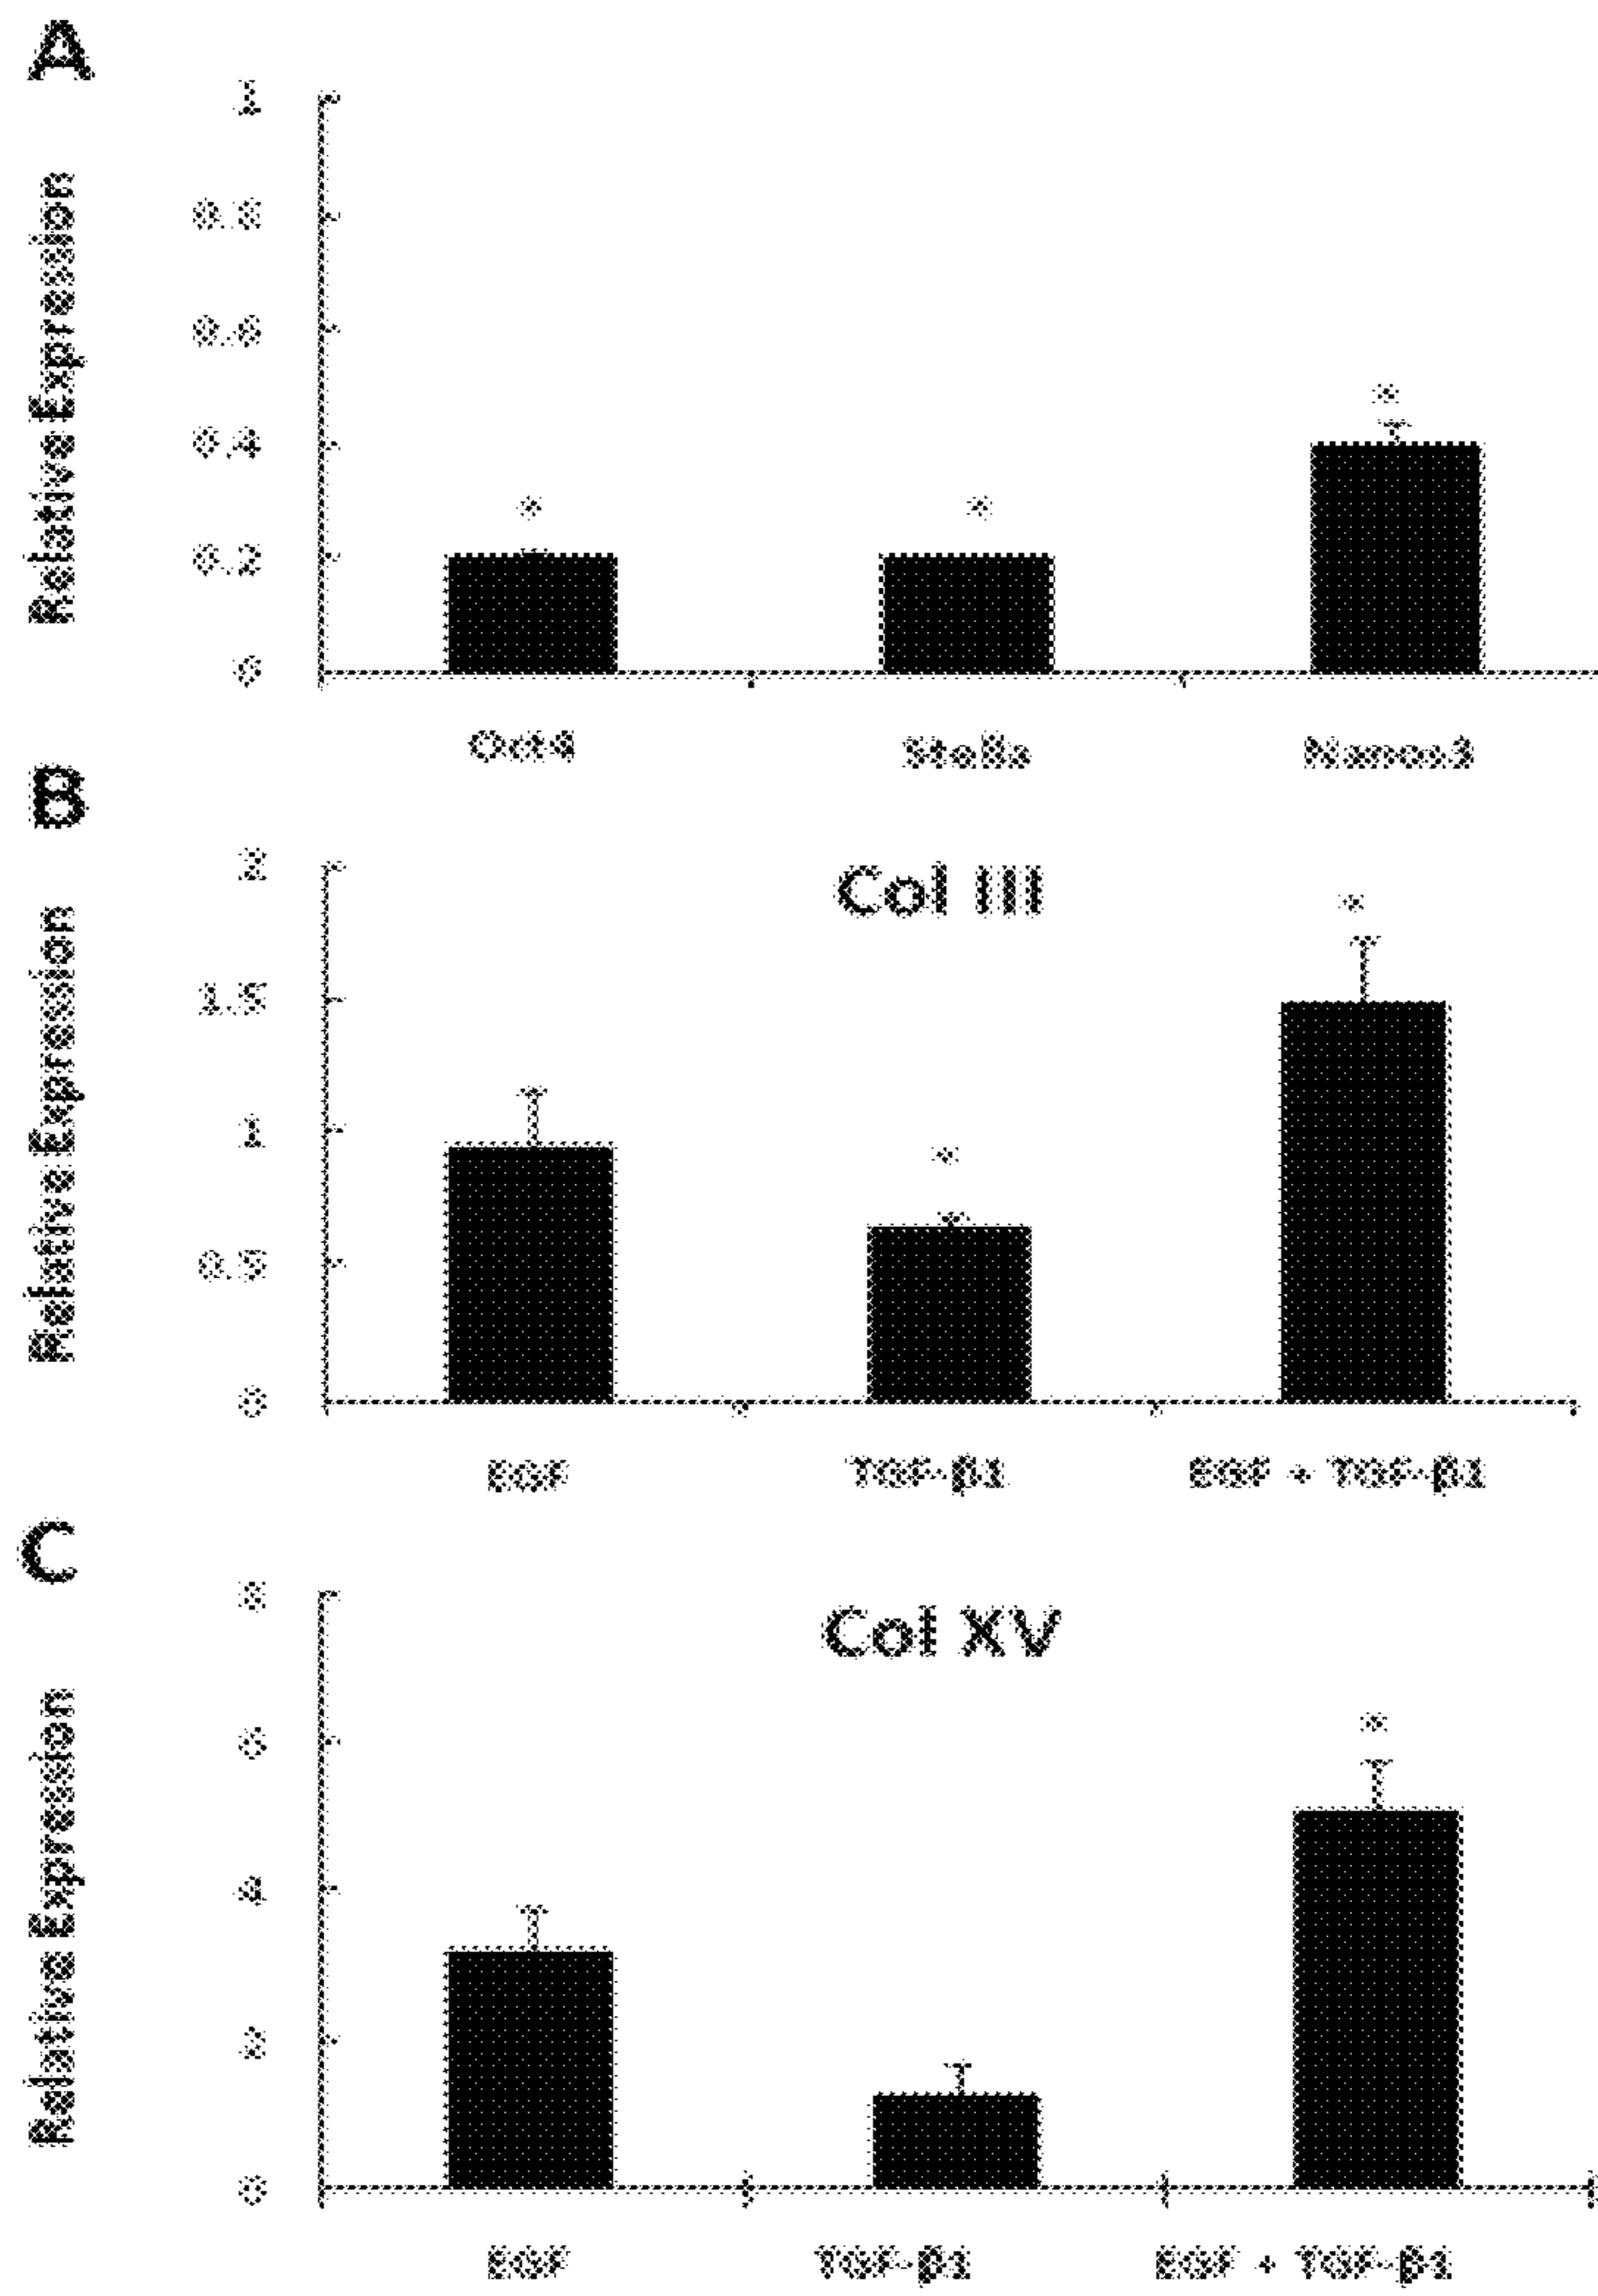 A
Relative Expression
1
0.8
0.6
0.4
0.2
0
*
*
*
Oct4
Stella
Nanos3
B
Relative Expression
Col III
2
1.5
1
0.5
0
*
*
EGF
TGF-β1
EGF + TGF-β1
C
Relative Expression
Col XV
8
6
4
2
0
*
EGF
TGF-β1
EGF + TGF-β1